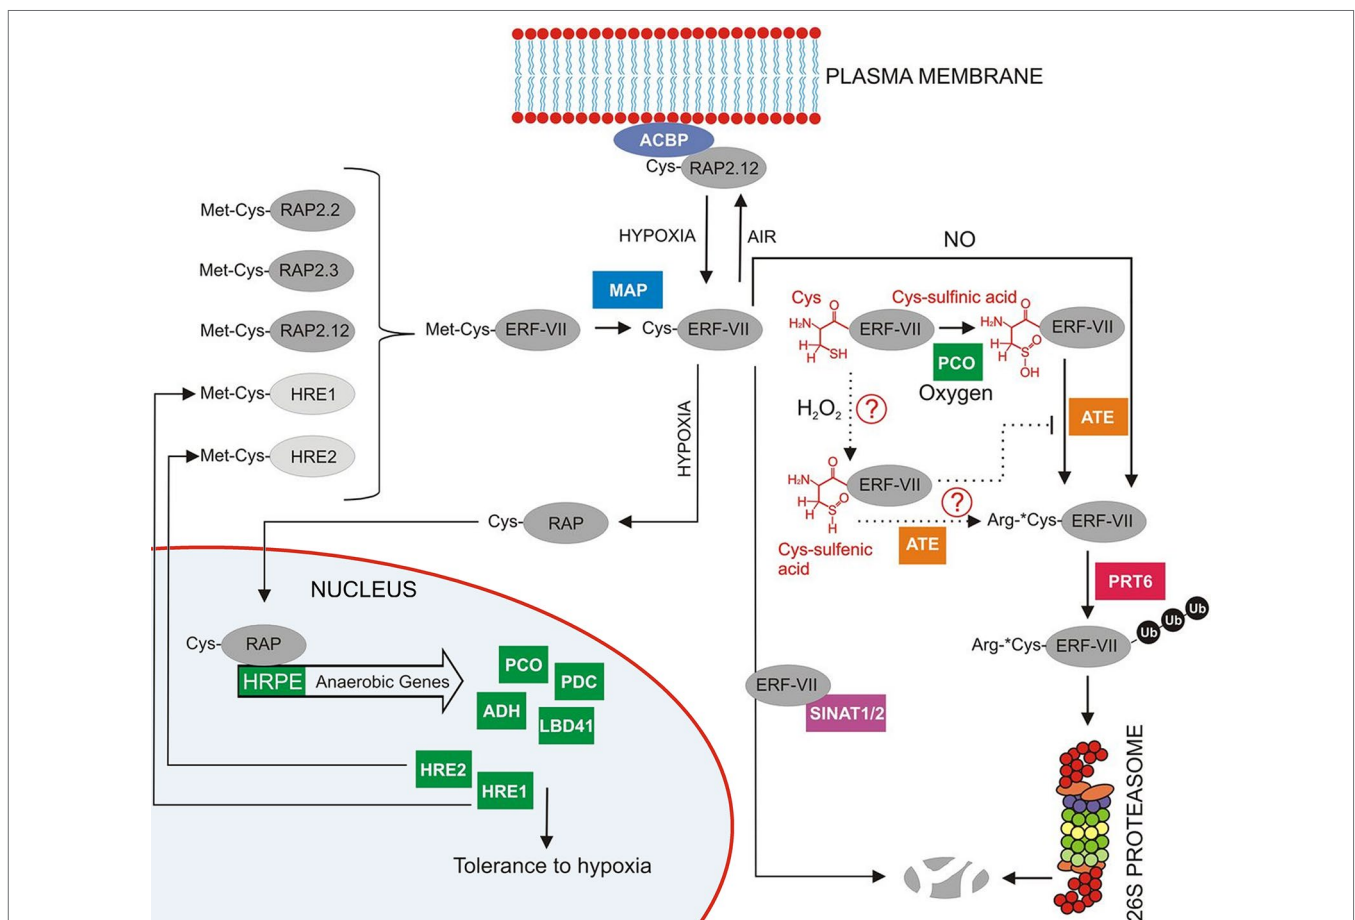 PLASMA MEMBRANE
ACBP
Cys-RAP2.12
Met-Cys-RAP2.2
HYPOXIA
AIR
NO
Met-Cys-RAP2.3
MAP
Cys
O
H₂N
H
H
SH
ERF-VII
Cys-sulfinic acid
O
H₂N
H
H
S
O
OH
ERF-VII
PCO
Oxygen
Met-Cys-RAP2.12
Met-Cys-ERF-VII
Cys-ERF-VII
Met-Cys-HRE1
H₂O₂
?
ATE
Met-Cys-HRE2
HYPOXIA
O
H₂N
H
H
O
S
H
ERF-VII
?
Cys-RAP
Arg-*Cys-ERF-VII
Cys-sulfenic
acid
ATE
NUCLEUS
PRT6
Ub
Ub
Ub
Cys-RAP
Arg-*Cys-ERF-VII
HRPE
Anaerobic Genes
PCO
PDC
ADH
LBD41
ERF-VII
SINAT1/2
HRE2
HRE1
26S PROTEASOME
Tolerance to hypoxia